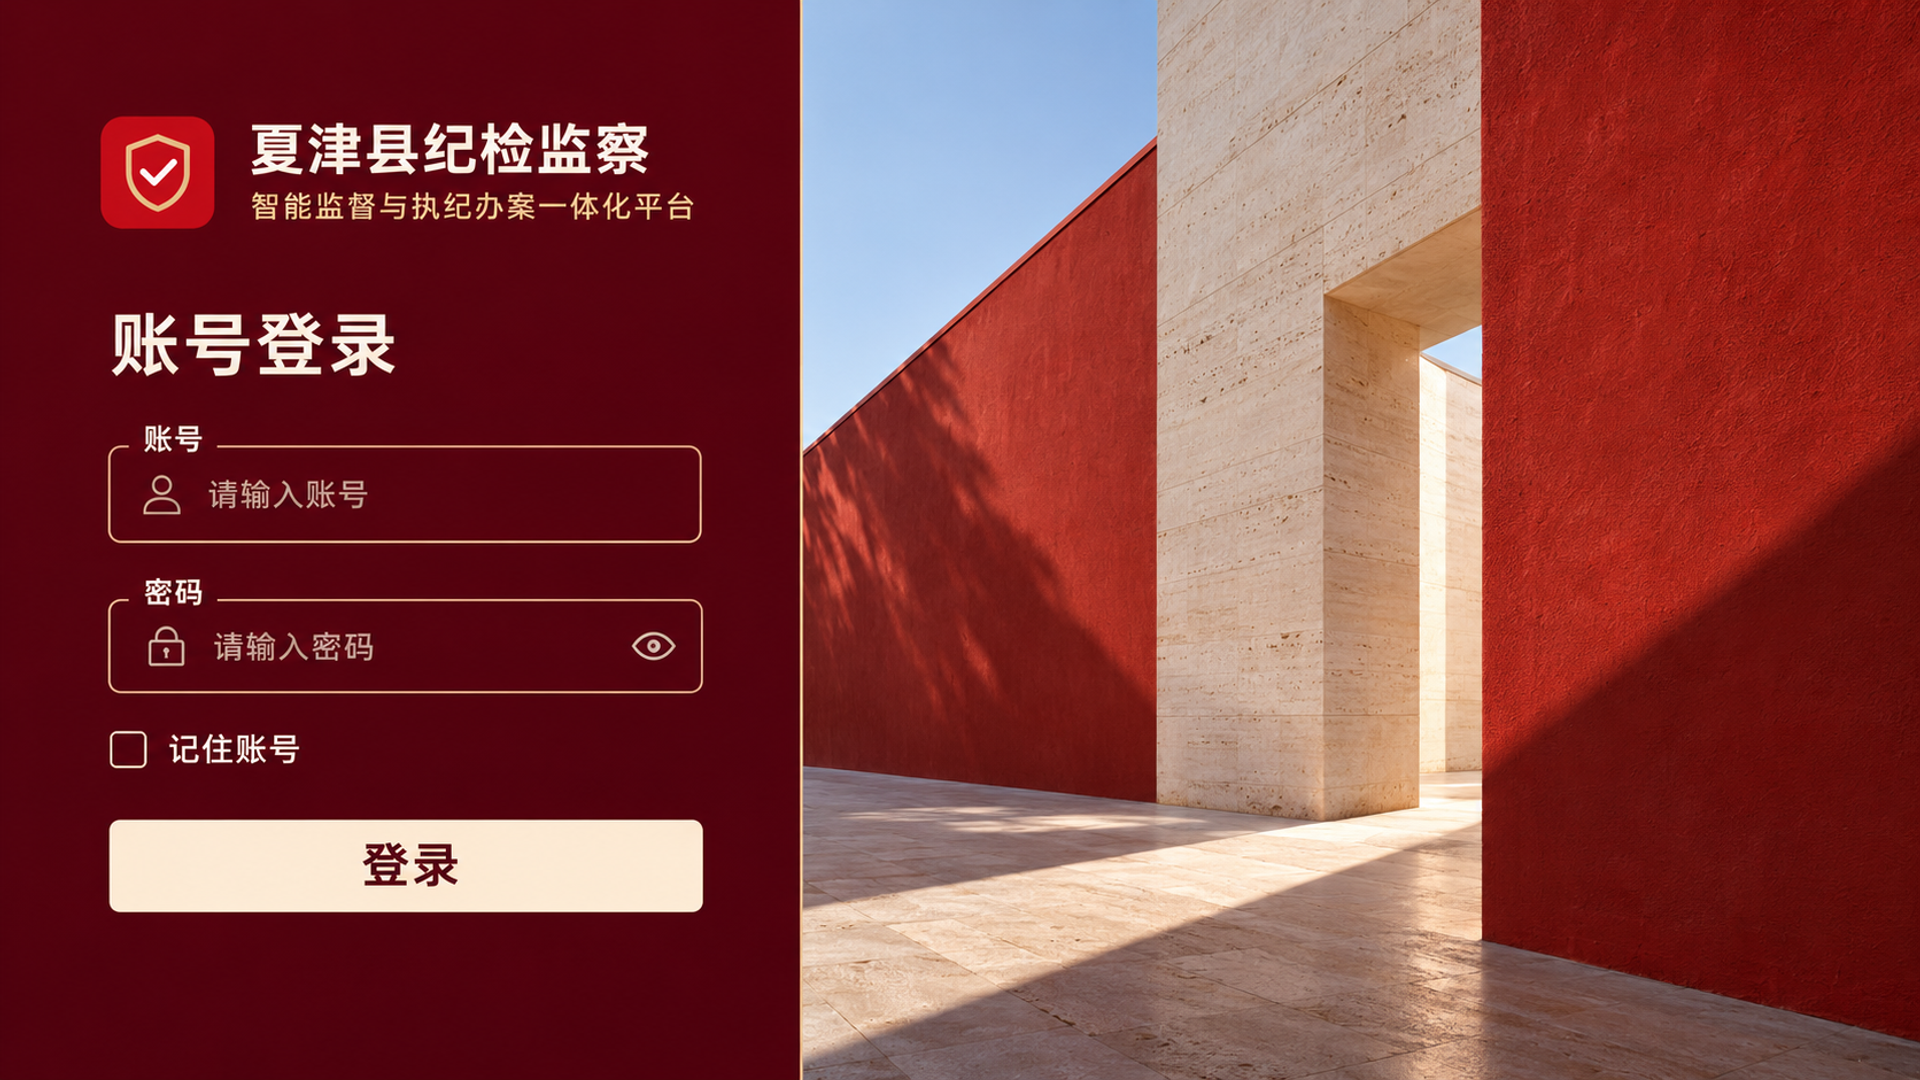 夏津县纪检监察
智能监督与执纪办案一体化平台
账号登录
账号
请输入账号
密码
请输入密码
记住账号
登录